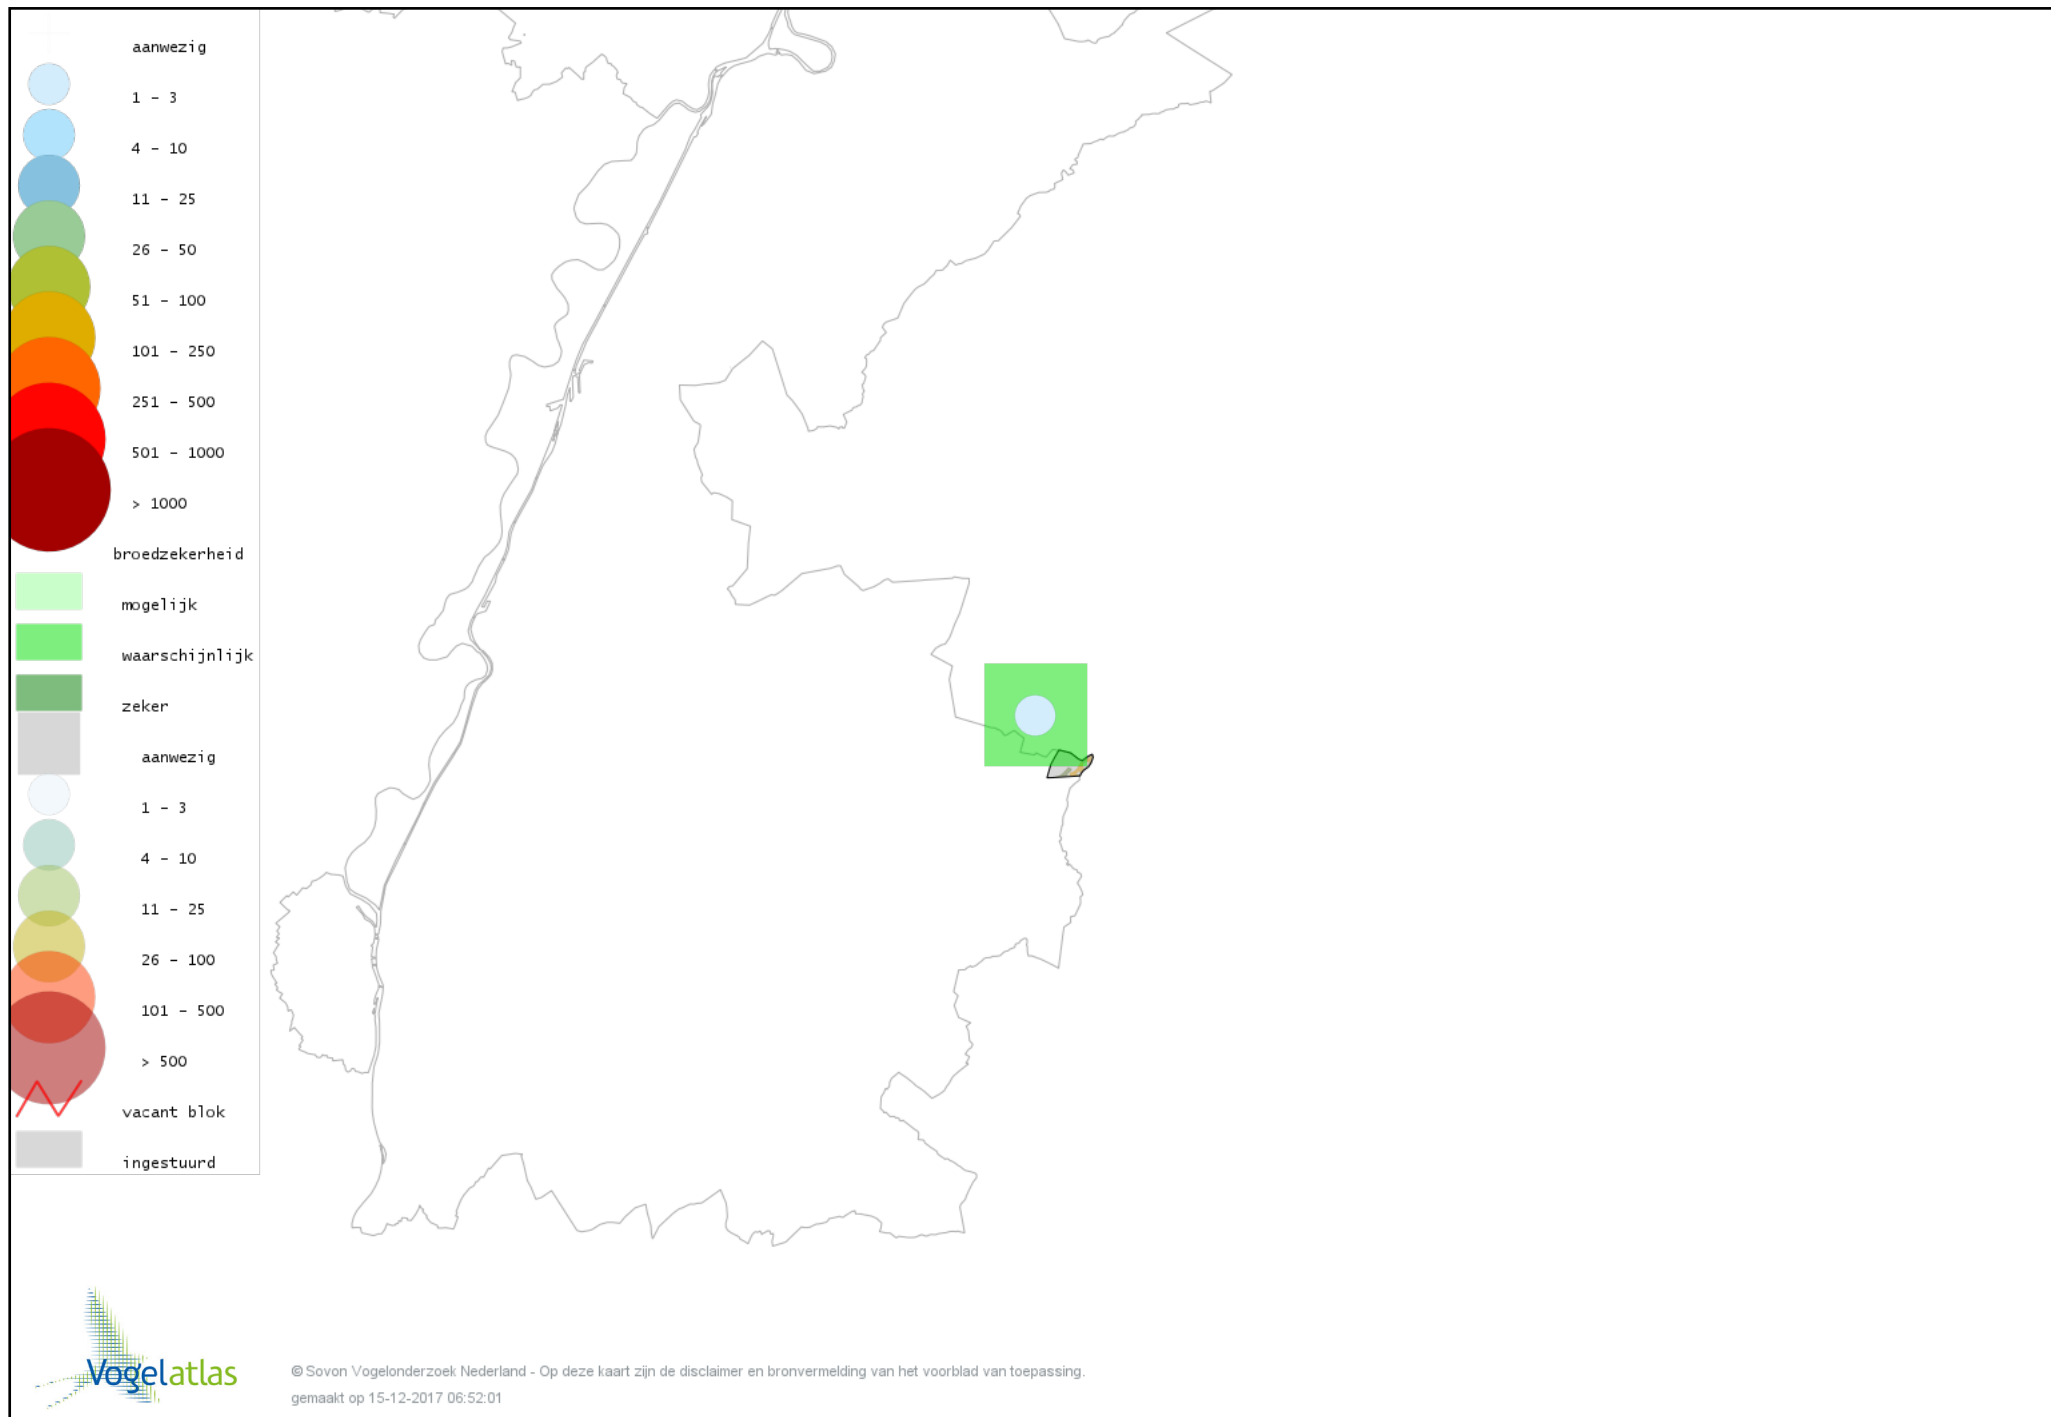 aanwezig
1 - 3
4 - 10
11 - 25
26 - 50
51 - 100
101 - 250
251 - 500
501 - 1000
> 1000
broedzekerheid
mogelijk
waarschijnlijk
zeker
aanwezig
1 - 3
4 - 10
11 - 25
26 - 100
101 - 500
> 500
vacant blok
ingestuurd
Vogelatlas
© Sovon Vogelonderzoek Nederland - Op deze kaart zijn de disclaimer en bronvermelding van het voorblad van toepassing.
gemaakt op 15-12-2017 06:52:01